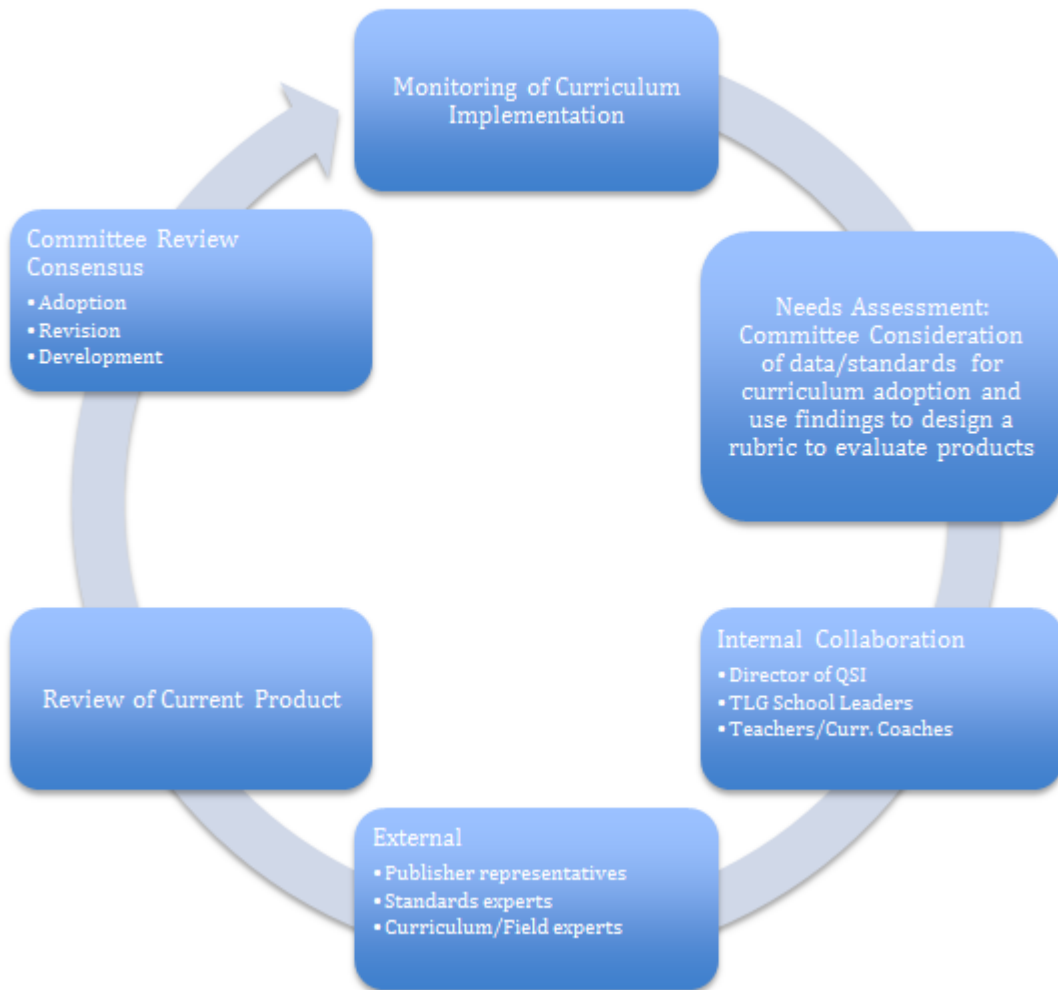 Monitoring of Curriculum
Implementation
Needs Assessment:
Committee Consideration
of data/standards for
curriculum adoption and
use findings to design a
rubric to evaluate products
Internal Collaboration
• Director of QSI
• TLG School Leaders
• Teachers/Curr. Coaches
External
• Publisher representatives
• Standards experts
• Curriculum/Field experts
Review of Current Product
Committee Review
Consensus
• Adoption
• Revision
• Development